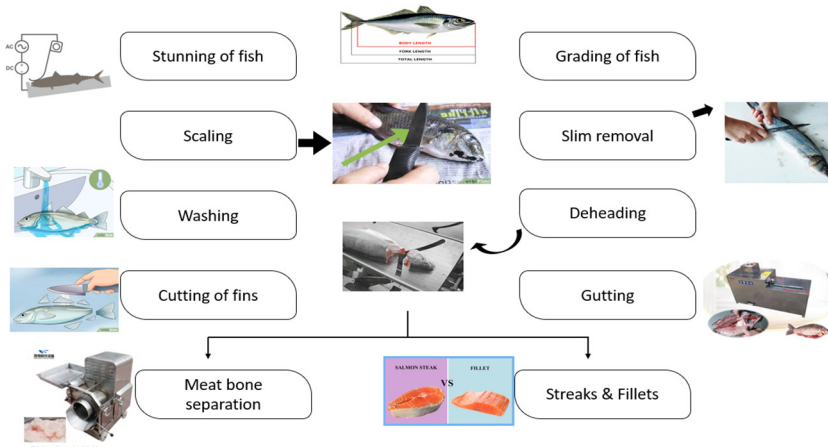 AC
DC
Stunning of fish
BODY LENGTH
FORK LENGTH
TOTAL LENGTH
Grading of fish
Scaling
Slim removal
Washing
Deheading
Cutting of fins
Gutting
Meat bone
separation
SALMON STEAK
VS
FILLET
Streaks & Fillets